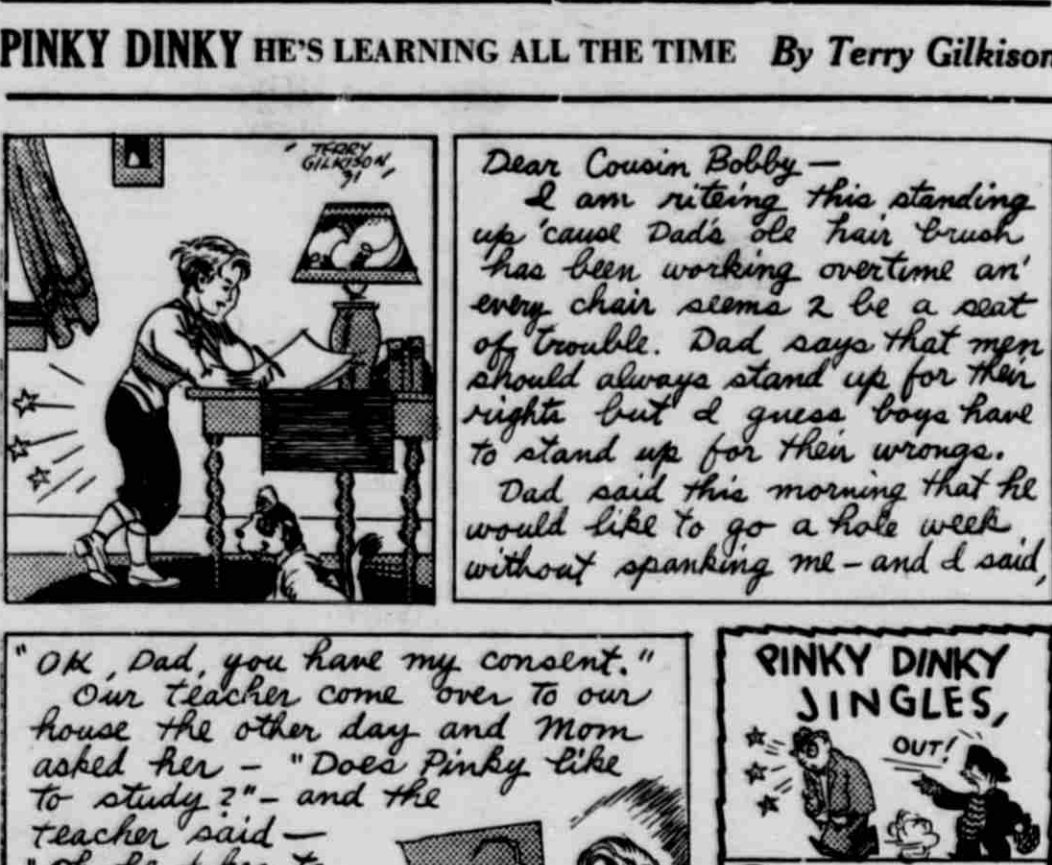 PINKY DINKY HE'S LEARNING ALL THE TIME By Terry Gilkison
TERRY
GILKISON
Dear Cousin Bobby —
I am riteing this standing
up 'cause Dad's ole hair brush
has been working overtime an'
every chair seems 2 be a seat
of trouble. Dad says that men
should always stand up for their
rights but I guess boys have
to stand up for their wrongs.
Dad said this morning that he
would like to go a hole week
without spanking me – and I said,
"OK, Dad, you have my consent."
Our teacher come over to our
house the other day and Mom
asked her – "Does Pinky like
to study?" – and the
teacher said —
PINKY DINKY
JINGLES,
OUT!